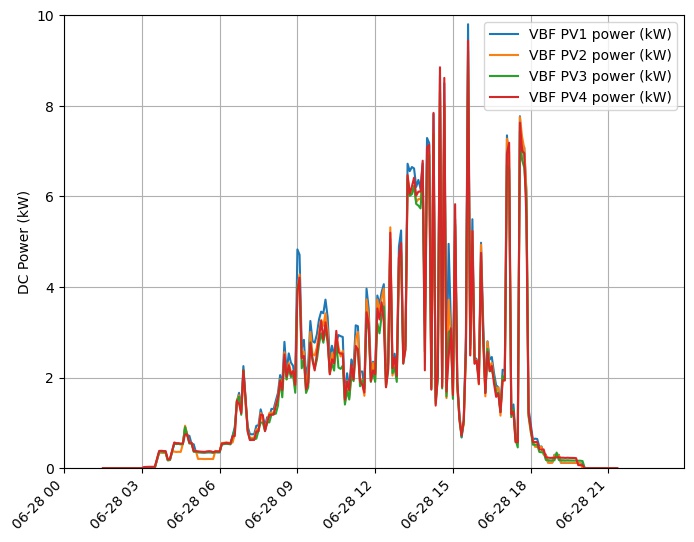 10
8
6
4
2
0
DC Power (kW)
VBF PV1 power (kW)
VBF PV2 power (kW)
VBF PV3 power (kW)
VBF PV4 power (kW)
06-28 00
06-28 03
06-28 06
06-28 09
06-28 12
06-28 15
06-28 18
06-28 21